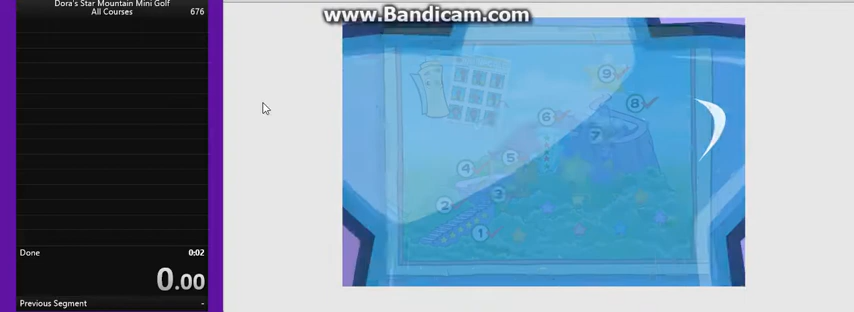 Dora's Star Mountain Mini Golf
All Courses 676
www.Bandicam.com
9
8
6
7
5
4
3
2
1
Done 0:02
0.00
Previous Segment -